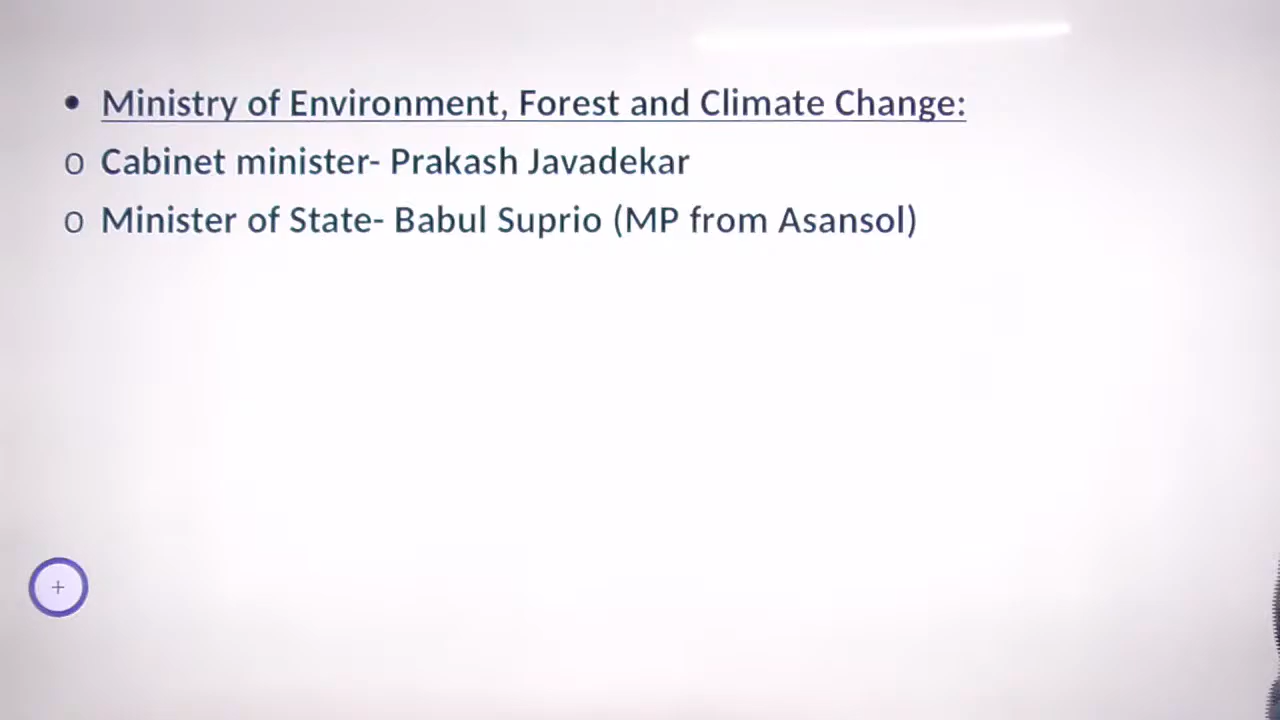 • Ministry of Environment, Forest and Climate Change:
o Cabinet minister- Prakash Javadekar
o Minister of State- Babul Suprio (MP from Asansol)